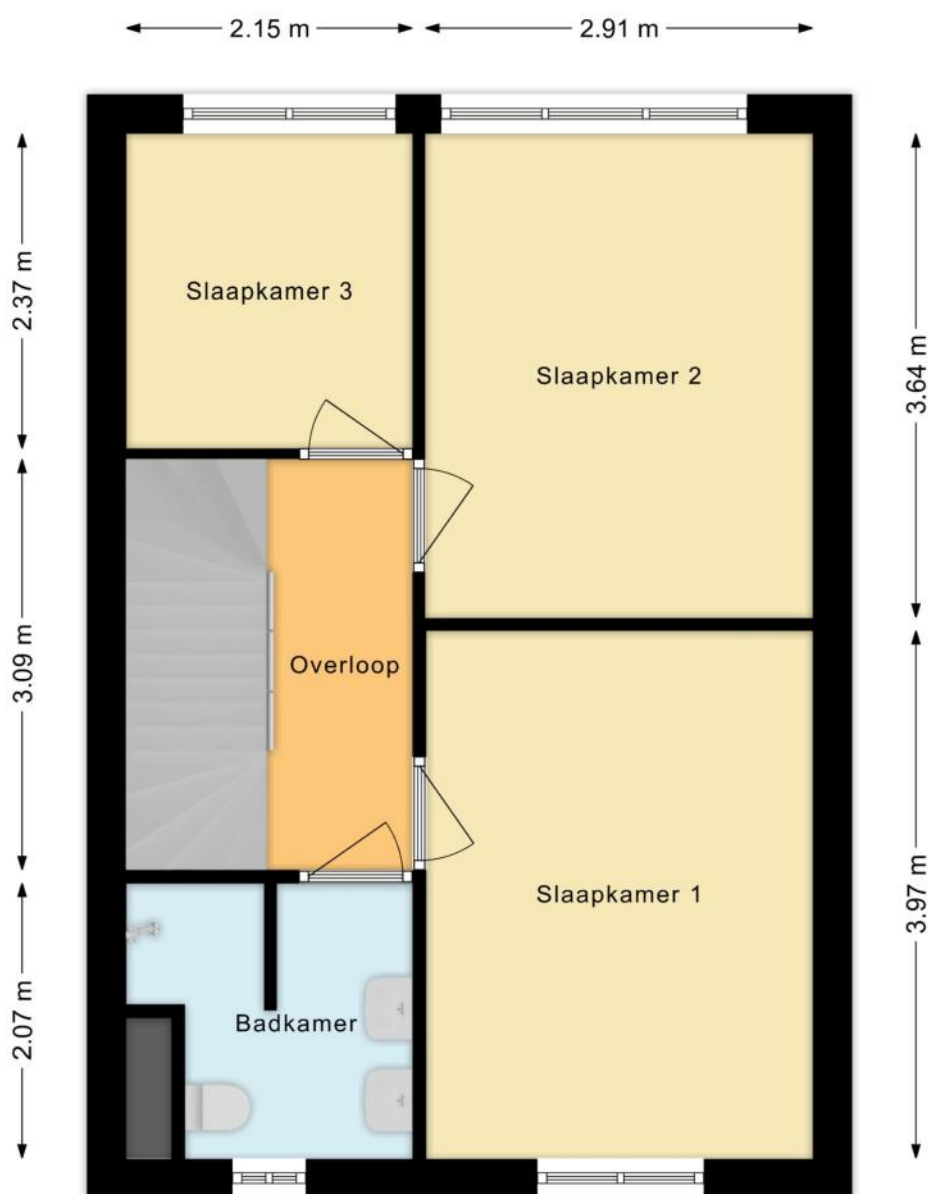 2.15 m
2.91 m
2.37 m
3.64 m
Slaapkamer 3
Slaapkamer 2
3.09 m
Overloop
3.97 m
Slaapkamer 1
2.07 m
Badkamer